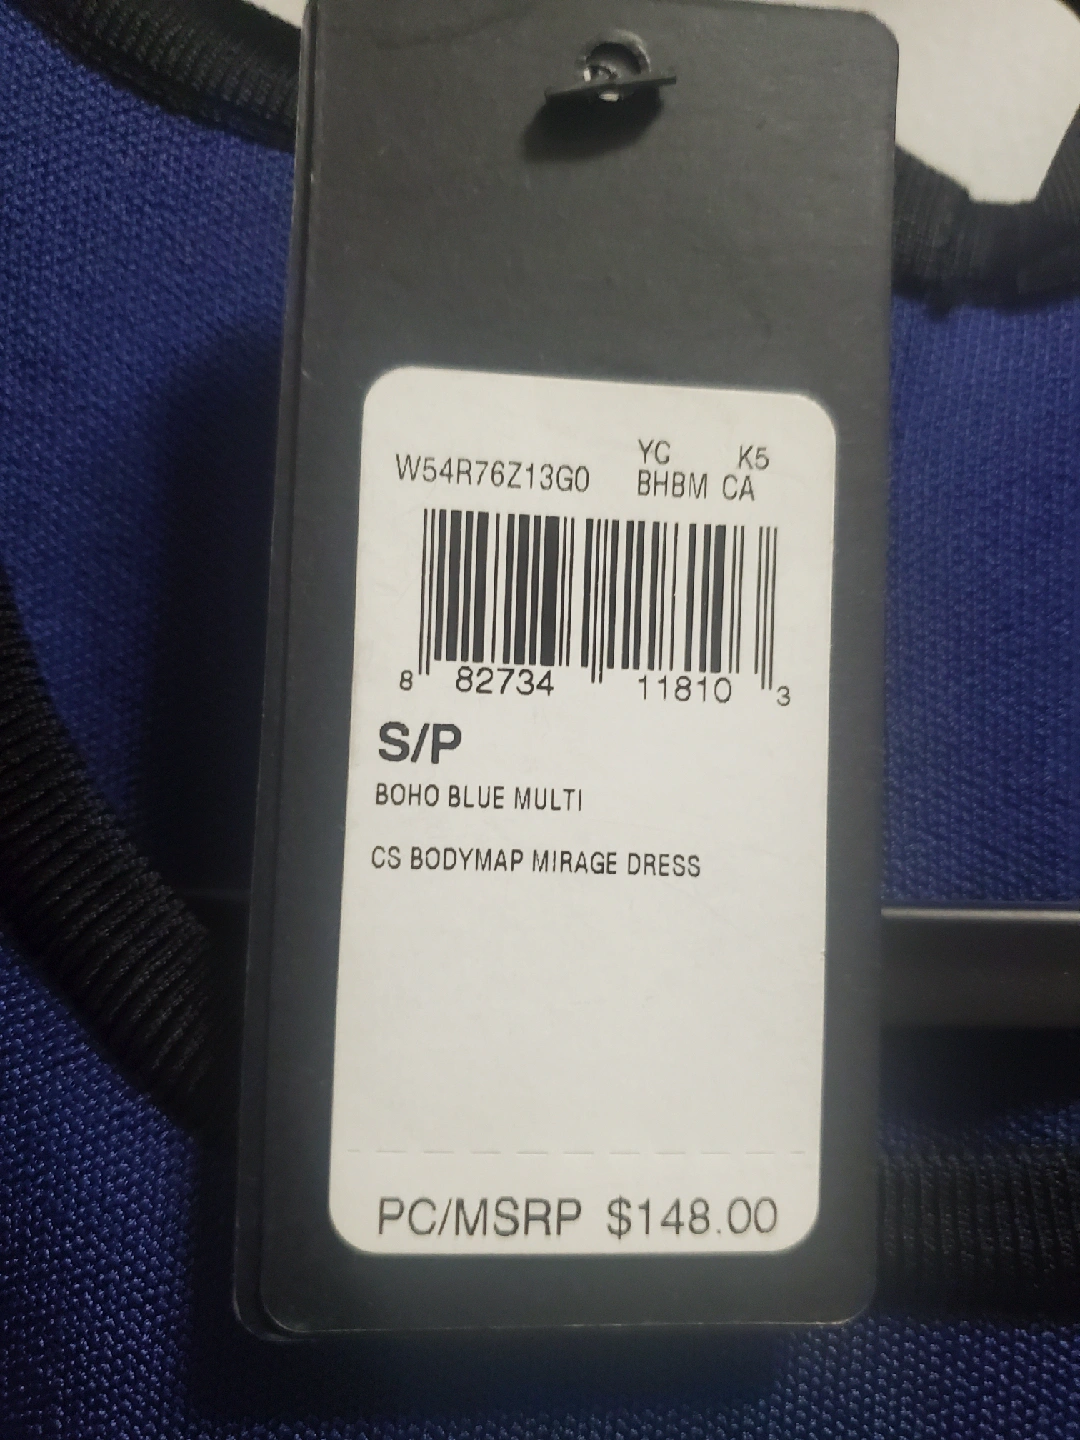 W54R76Z13G0
YC K5
BHBM CA
8 82734 11810 3
S/P
BOHO BLUE MULTI
CS BODYMAP MIRAGE DRESS
PC/MSRP $148.00